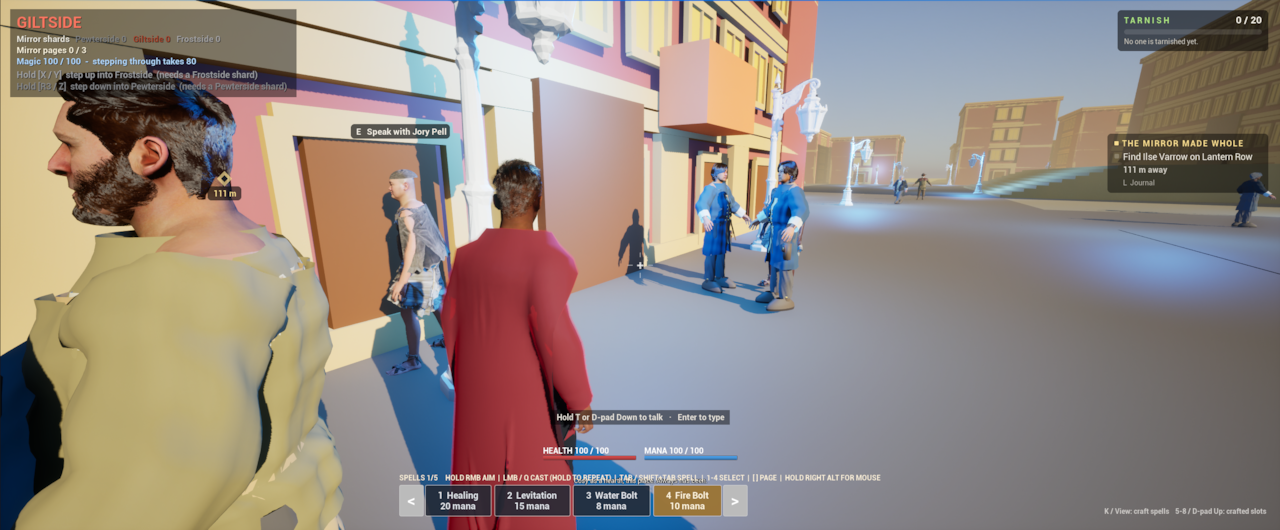 GILTSIDE
Mirror shards Pewterside 0 Giltside 0 Frostside 0
Mirror pages 0 / 3
Magic 100 / 100 - stepping through takes 80
Hold [X / Y] step up into Frostside (needs a Frostside shard)
Hold [R3 / Z] step down into Pewterside (needs a Pewterside shard)
TARNISH 0 / 20
No one is tarnished yet.
E Speak with Jory Pell
THE MIRROR MADE WHOLE
Find Ilse Varrow on Lantern Row
111 m away
L Journal
111 m
Hold T or D-pad Down to talk · Enter to type
HEALTH 100 / 100 MANA 100 / 100
SPELLS 1/5 HOLD RMB AIM | LMB / Q CAST (HOLD TO REPEAT) | TAB / SHIFT+TAB SPELL | 1-4 SELECT | [ ] PAGE | HOLD RIGHT ALT FOR MOUSE
< 1 Healing 2 Levitation 3 Water Bolt 4 Fire Bolt >
20 mana 15 mana 8 mana 10 mana
K / View: craft spells 5-8 / D-pad Up: crafted slots